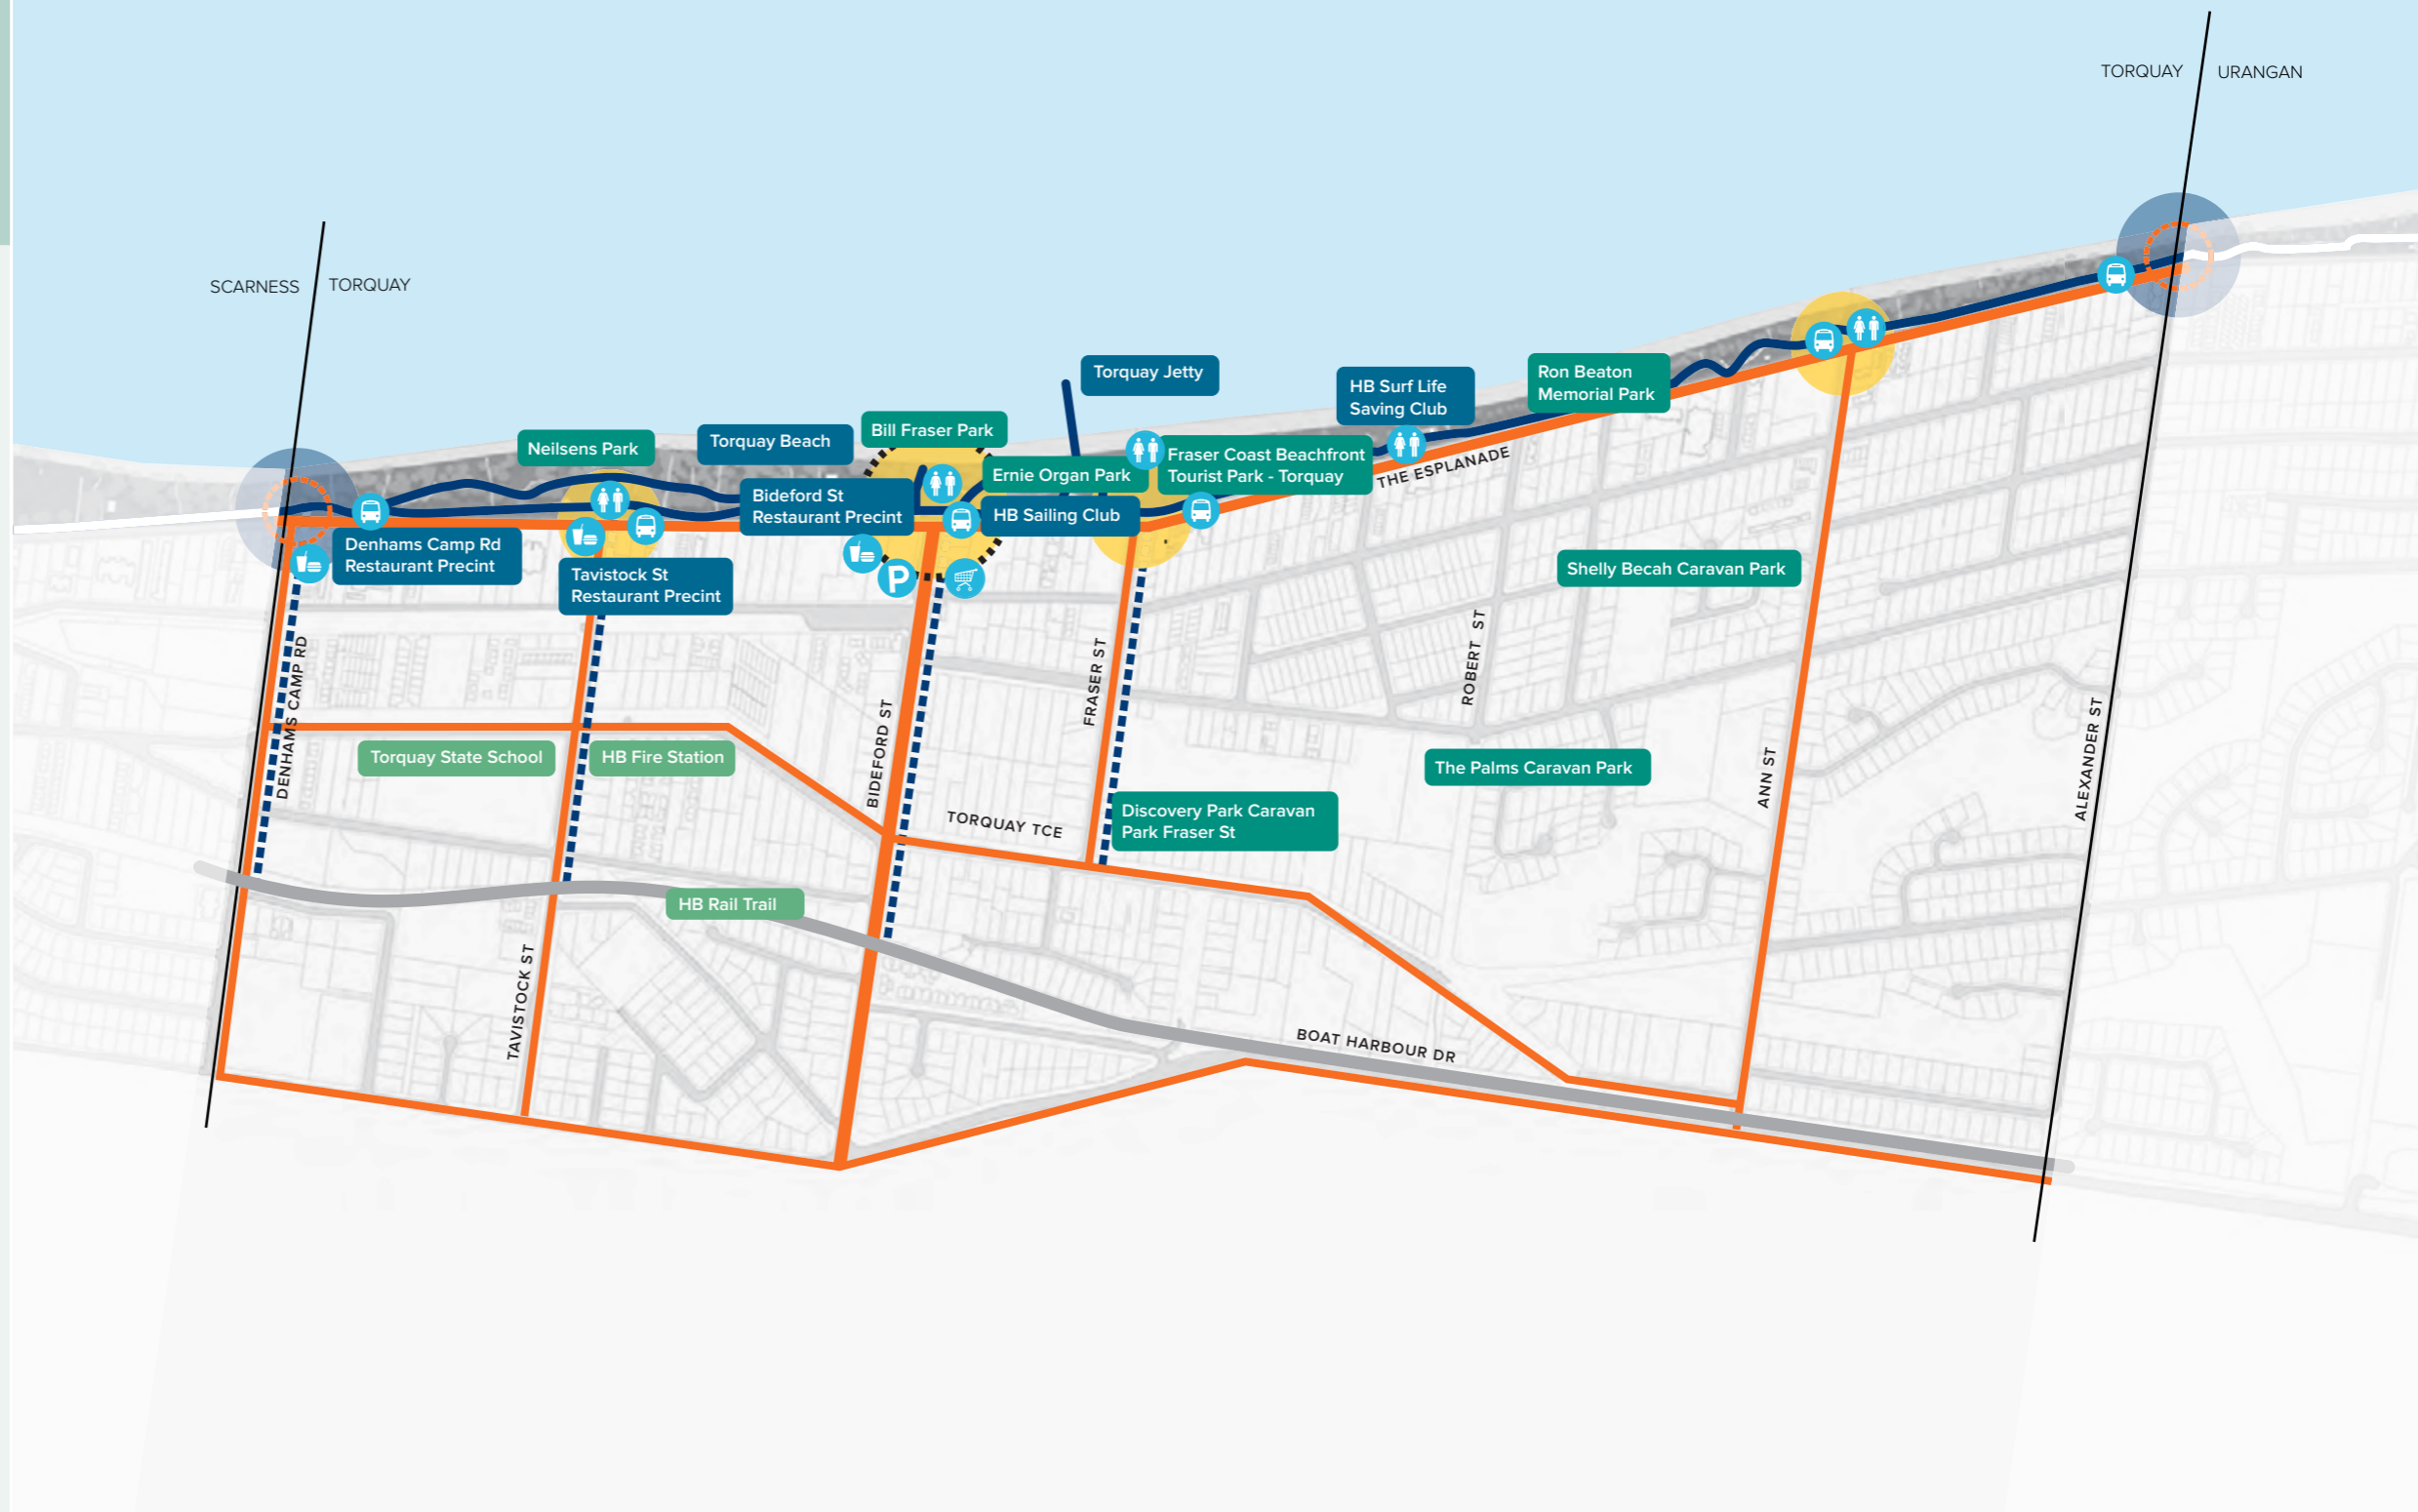 TORQUAY
URANGAN
SCARNESS
TORQUAY
Torquay Jetty
HB Surf Life
Saving Club
Ron Beaton
Memorial Park
Neilsens Park
Torquay Beach
Bill Fraser Park
Ernie Organ Park
Fraser Coast Beachfront
Tourist Park - Torquay
THE ESPLANADE
Bideford St
Restaurant Precint
HB Sailing Club
Denhams Camp Rd
Restaurant Precint
Tavistock St
Restaurant Precint
P
Shelly Becah Caravan Park
DENHAMS CAMP RD
FRASER ST
ROBERT ST
BIDEFORD ST
ANN ST
ALEXANDER ST
Torquay State School
HB Fire Station
The Palms Caravan Park
TORQUAY TCE
Discovery Park Caravan
Park Fraser St
HB Rail Trail
TAVISTOCK ST
BOAT HARBOUR DR